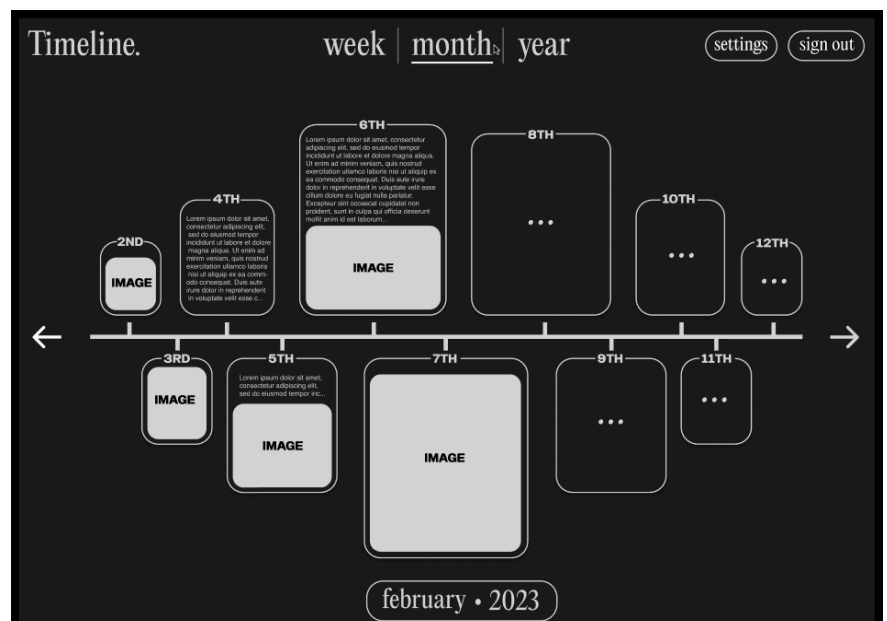 Timeline.
week month year
settings
sign out
6TH
Lorem ipsum dolor sit amet, consectetur
adipiscing elit, sed do eiusmod tempor
incididunt ut labore et dolore magna aliqua.
Ut enim ad minim veniam, quis nostrud
exercitation ullamco laboris nisi ut aliquip ex
ea commodo consequat. Duis aute irure
dolor in reprehenderit in voluptate velit esse
cillum dolore eu fugiat nulla pariatur.
Excepteur sint occaecat cupidatat non
proident, sunt in culpa qui officia deserunt
mollit anim id est laborum...
IMAGE
8TH
...
4TH
Lorem ipsum dolor sit amet,
consectetur adipiscing elit,
sed do eiusmod tempor
incididunt ut labore et dolore
magna aliqua. Ut enim ad
minim veniam, quis nostrud
exercitation ullamco laboris
nisi ut aliquip ex ea comm-
odo consequat. Duis aute
irure dolor in reprehenderit
in voluptate velit esse c...
10TH
...
2ND
IMAGE
12TH
...
3RD
IMAGE
5TH
Lorem ipsum dolor sit amet,
consectetur adipiscing elit,
sed do eiusmod tempor inc...
IMAGE
7TH
IMAGE
9TH
...
11TH
...
february • 2023